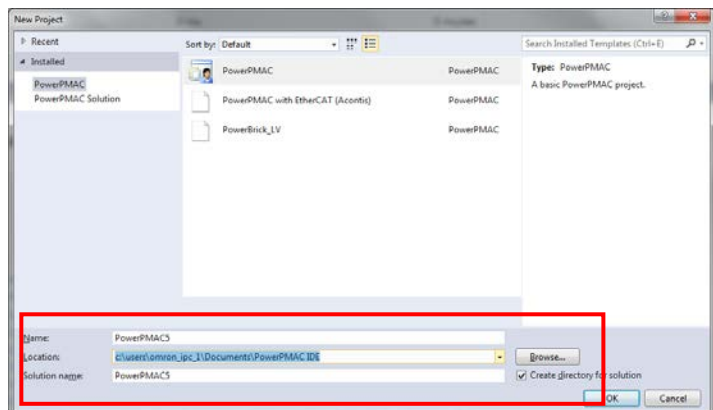 New Project
Recent
Installed
PowerPMAC
PowerPMAC Solution
Sort by: Default
Search Installed Templates (Ctrl+E)
PowerPMAC PowerPMAC
PowerPMAC with EtherCAT (Acontis) PowerPMAC
PowerBrick_LV PowerPMAC
Type: PowerPMAC
A basic PowerPMAC project.
Name: PowerPMAC5
Location: c:\users\omron_ipc_1\Documents\PowerPMAC IDE
Browse...
Solution name: PowerPMAC5
Create directory for solution
OK Cancel